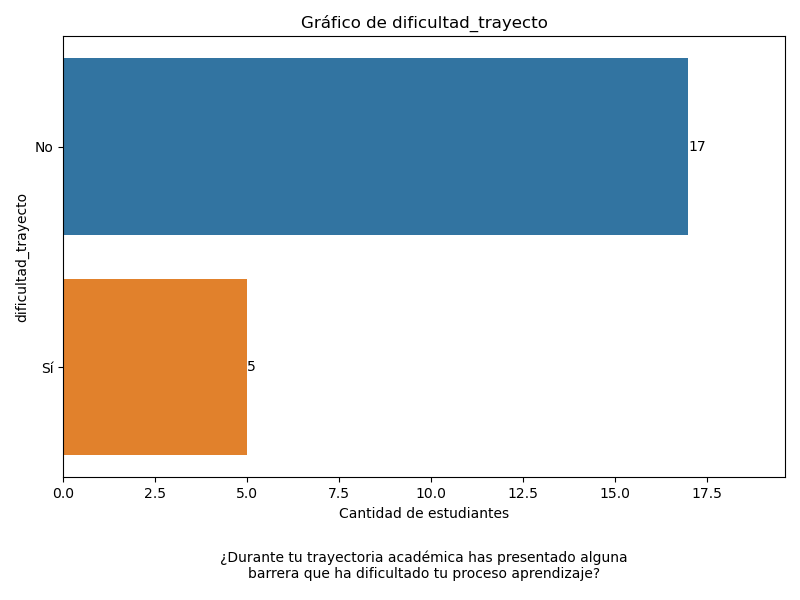 Gráfico de dificultad_trayecto
No
17
dificultad_trayecto
Sí
5
0.0 2.5 5.0 7.5 10.0 12.5 15.0 17.5
Cantidad de estudiantes
¿Durante tu trayectoria académica has presentado alguna
barrera que ha dificultado tu proceso aprendizaje?